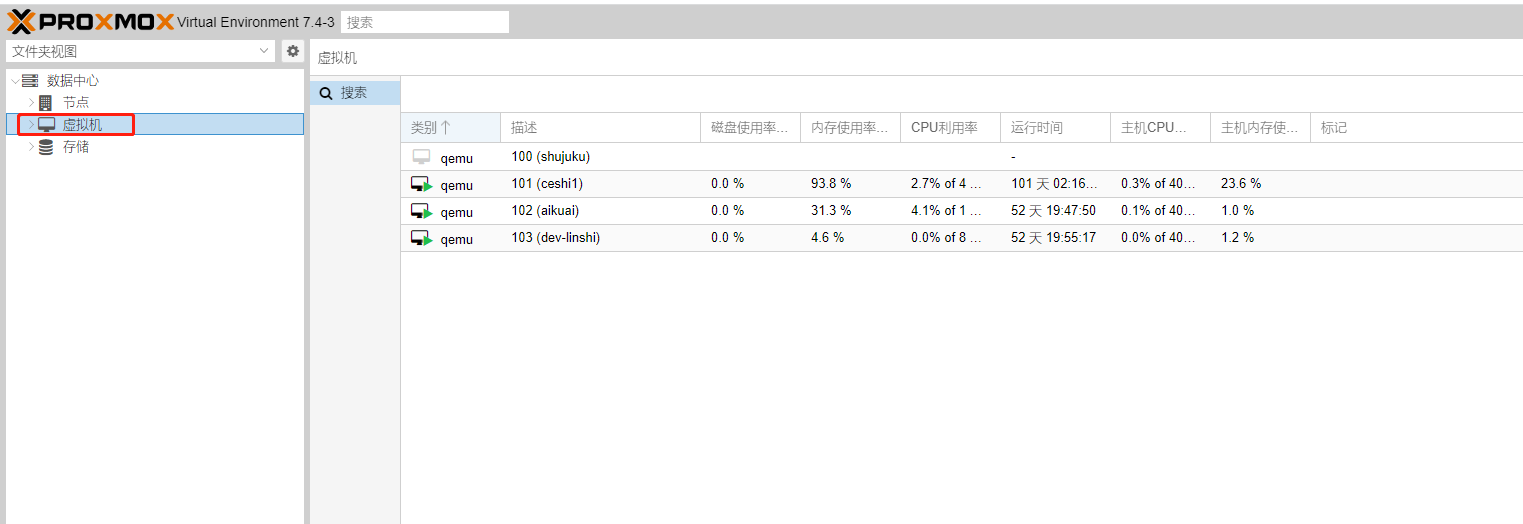 PROXMOX Virtual Environment 7.4-3 搜索
文件夹视图
虚拟机
数据中心
节点
虚拟机
存储
搜索
类别 描述 磁盘使用率... 内存使用率... CPU利用率 运行时间 主机CPU... 主机内存使... 标记
qemu 100 (shujuku) -
qemu 101 (ceshi1) 0.0 % 93.8 % 2.7% of 4 ... 101 天 02:16... 0.3% of 40... 23.6 %
qemu 102 (aikuai) 0.0 % 31.3 % 4.1% of 1 ... 52 天 19:47:50 0.1% of 40... 1.0 %
qemu 103 (dev-linshi) 0.0 % 4.6 % 0.0% of 8 ... 52 天 19:55:17 0.0% of 40... 1.2 %